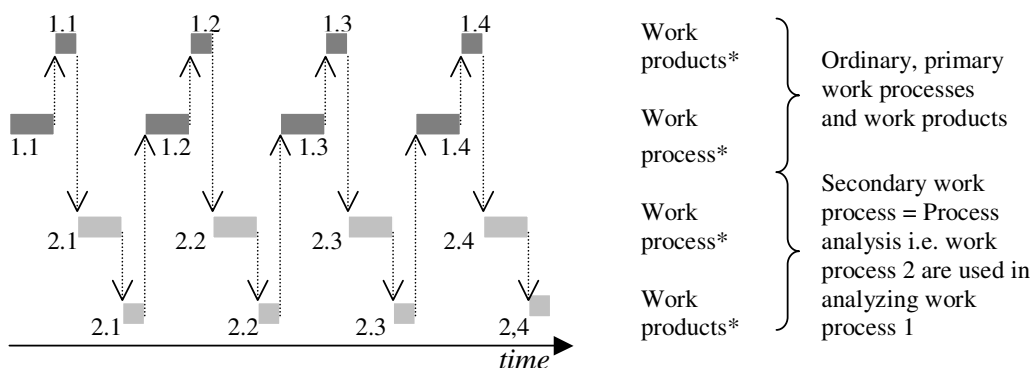 1.1 1.2 1.3 1.4
1.1 1.2 1.3 1.4
2.1 2.2 2.3 2.4
2.1 2.2 2.3 2,4
time
Work
products*
Work
process*
Work
process*
Work
products*
Ordinary, primary
work processes
and work products
Secondary work
process = Process
analysis i.e. work
process 2 are used in
analyzing work
process 1